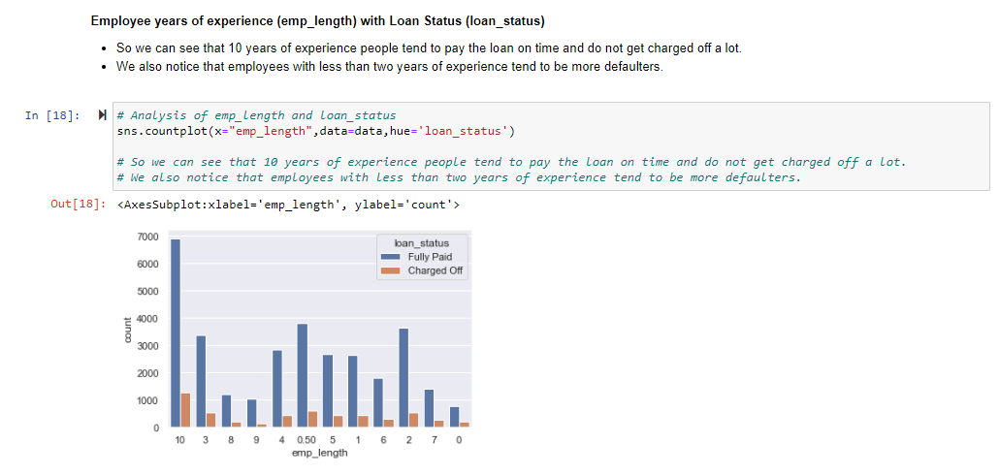 Employee years of experience (emp_length) with Loan Status (loan_status)
• So we can see that 10 years of experience people tend to pay the loan on time and do not get charged off a lot.
• We also notice that employees with less than two years of experience tend to be more defaulters.
In [18]:
# Analysis of emp_length and loan_status
sns.countplot(x="emp_length",data=data,hue='loan_status')
# So we can see that 10 years of experience people tend to pay the loan on time and do not get charged off a lot.
# We also notice that employees with less than two years of experience tend to be more defaulters.
Out[18]: <AxesSubplot:xlabel='emp_length', ylabel='count'>
loan_status
Fully Paid
Charged Off
7000
6000
5000
4000
3000
2000
1000
0
count
10 3 8 9 4 0.50 5 1 6 2 7 0
emp_length